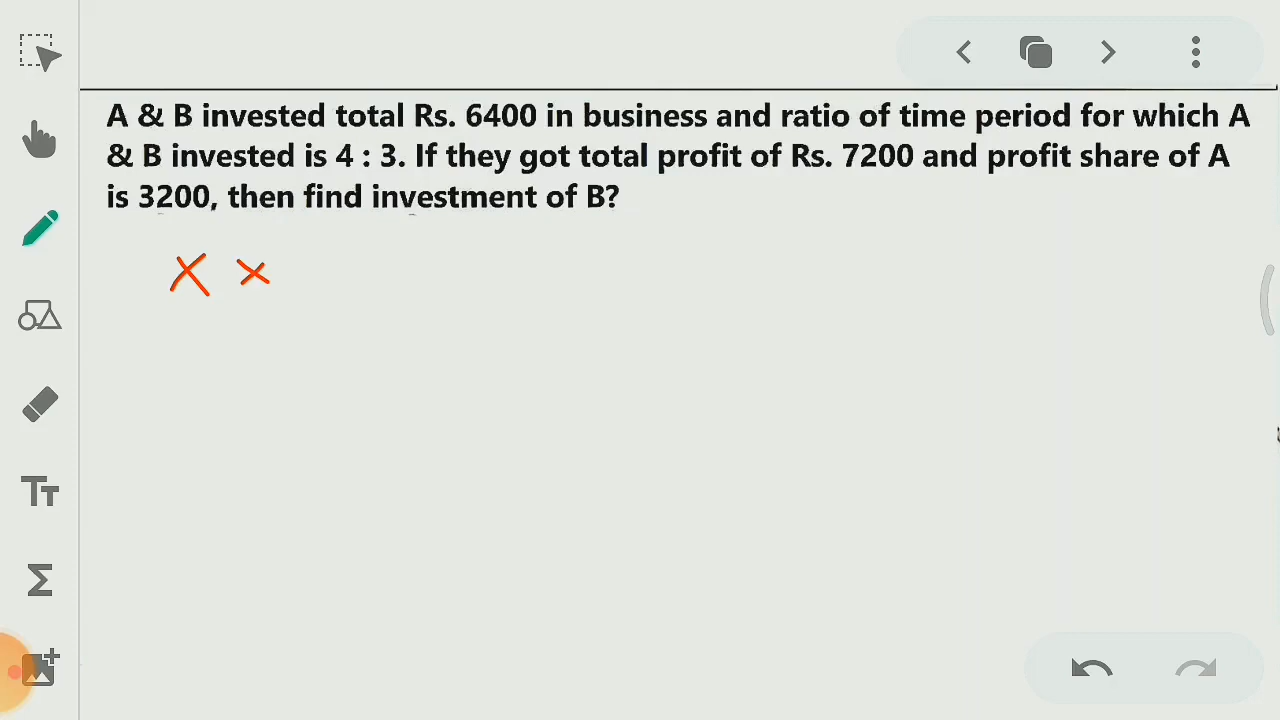 A & B invested total Rs. 6400 in business and ratio of time period for which A
& B invested is 4 : 3. If they got total profit of Rs. 7200 and profit share of A
is 3200, then find investment of B?
X ×